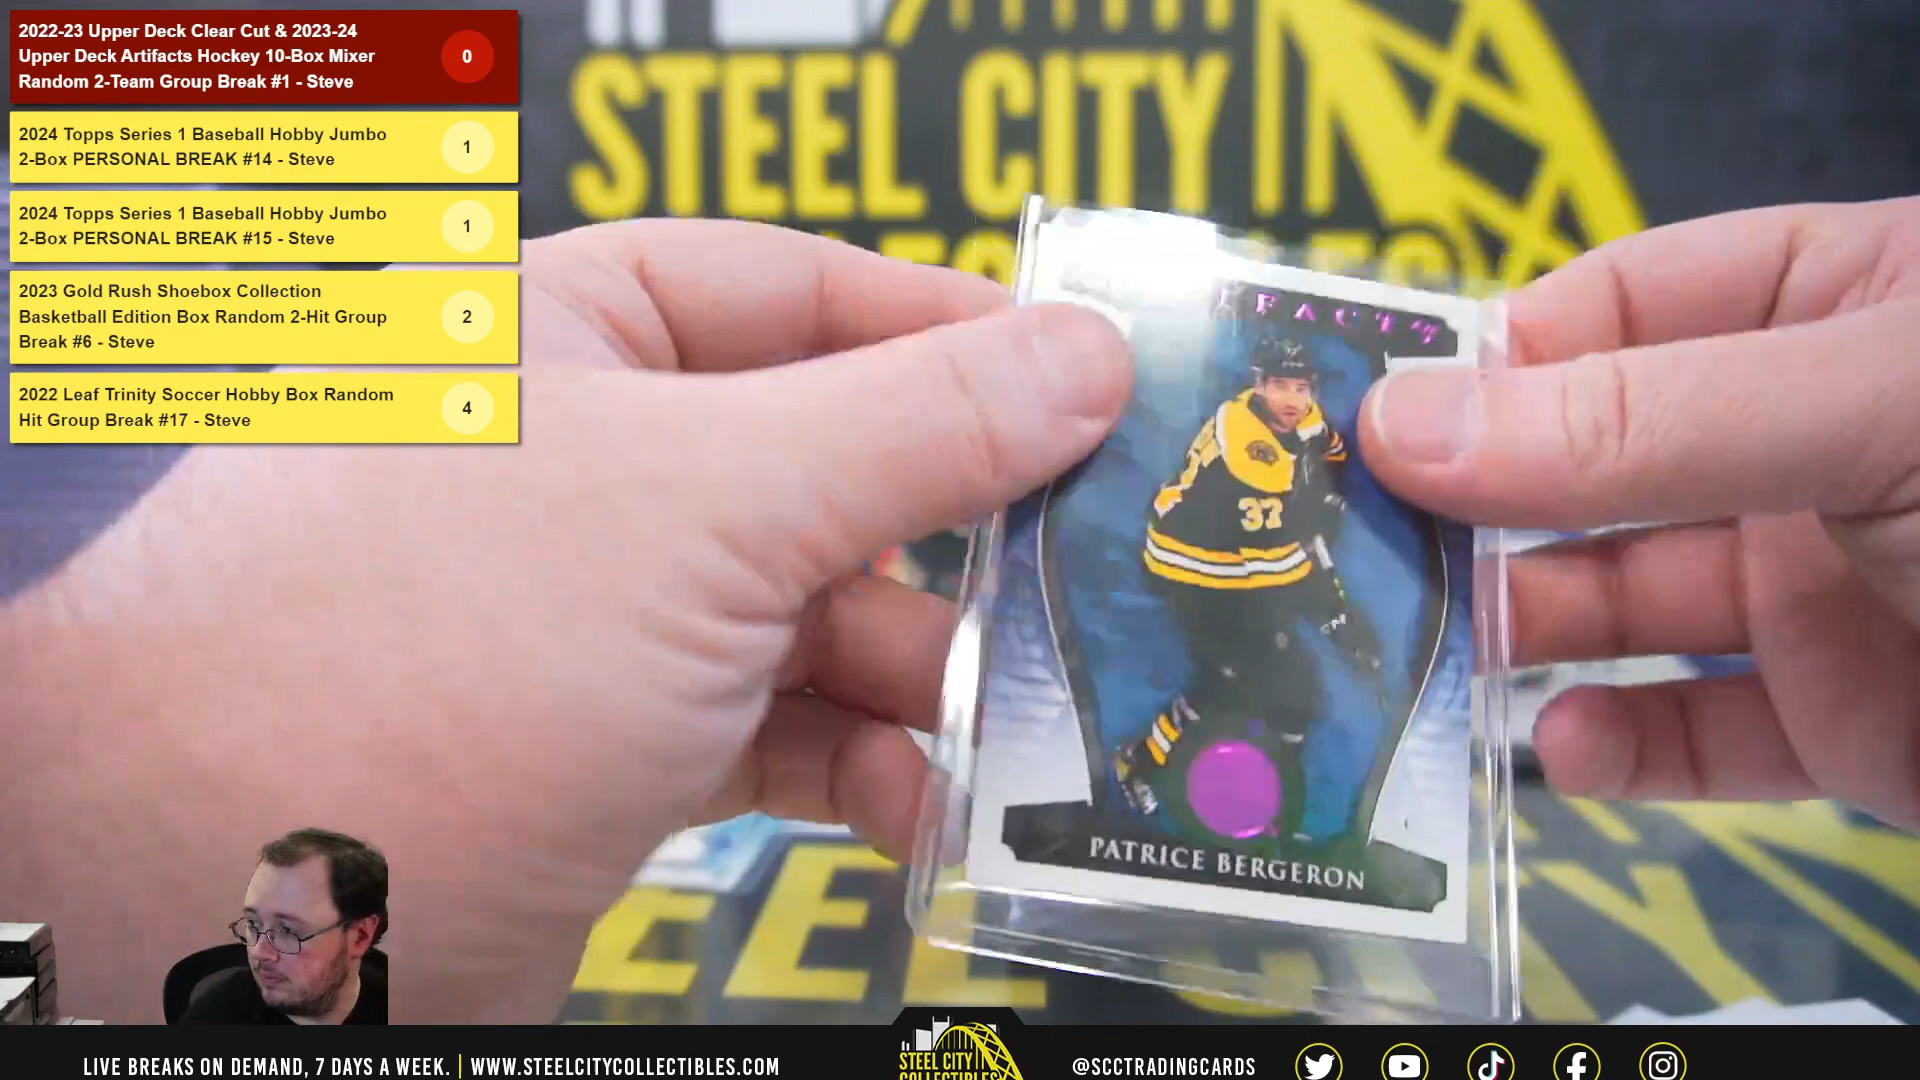 2022-23 Upper Deck Clear Cut & 2023-24
Upper Deck Artifacts Hockey 10-Box Mixer
Random 2-Team Group Break #1 - Steve
0
2024 Topps Series 1 Baseball Hobby Jumbo
2-Box PERSONAL BREAK #14 - Steve
1
2024 Topps Series 1 Baseball Hobby Jumbo
2-Box PERSONAL BREAK #15 - Steve
1
2023 Gold Rush Shoebox Collection
Basketball Edition Box Random 2-Hit Group
Break #6 - Steve
2
2022 Leaf Trinity Soccer Hobby Box Random
Hit Group Break #17 - Steve
4
STEEL CITY
37
PATRICE BERGERON
LIVE BREAKS ON DEMAND, 7 DAYS A WEEK. | WWW.STEELCITYCOLLECTIBLES.COM
STEEL CITY
COLLECTIBLES
@SCCTRADINGCARDS